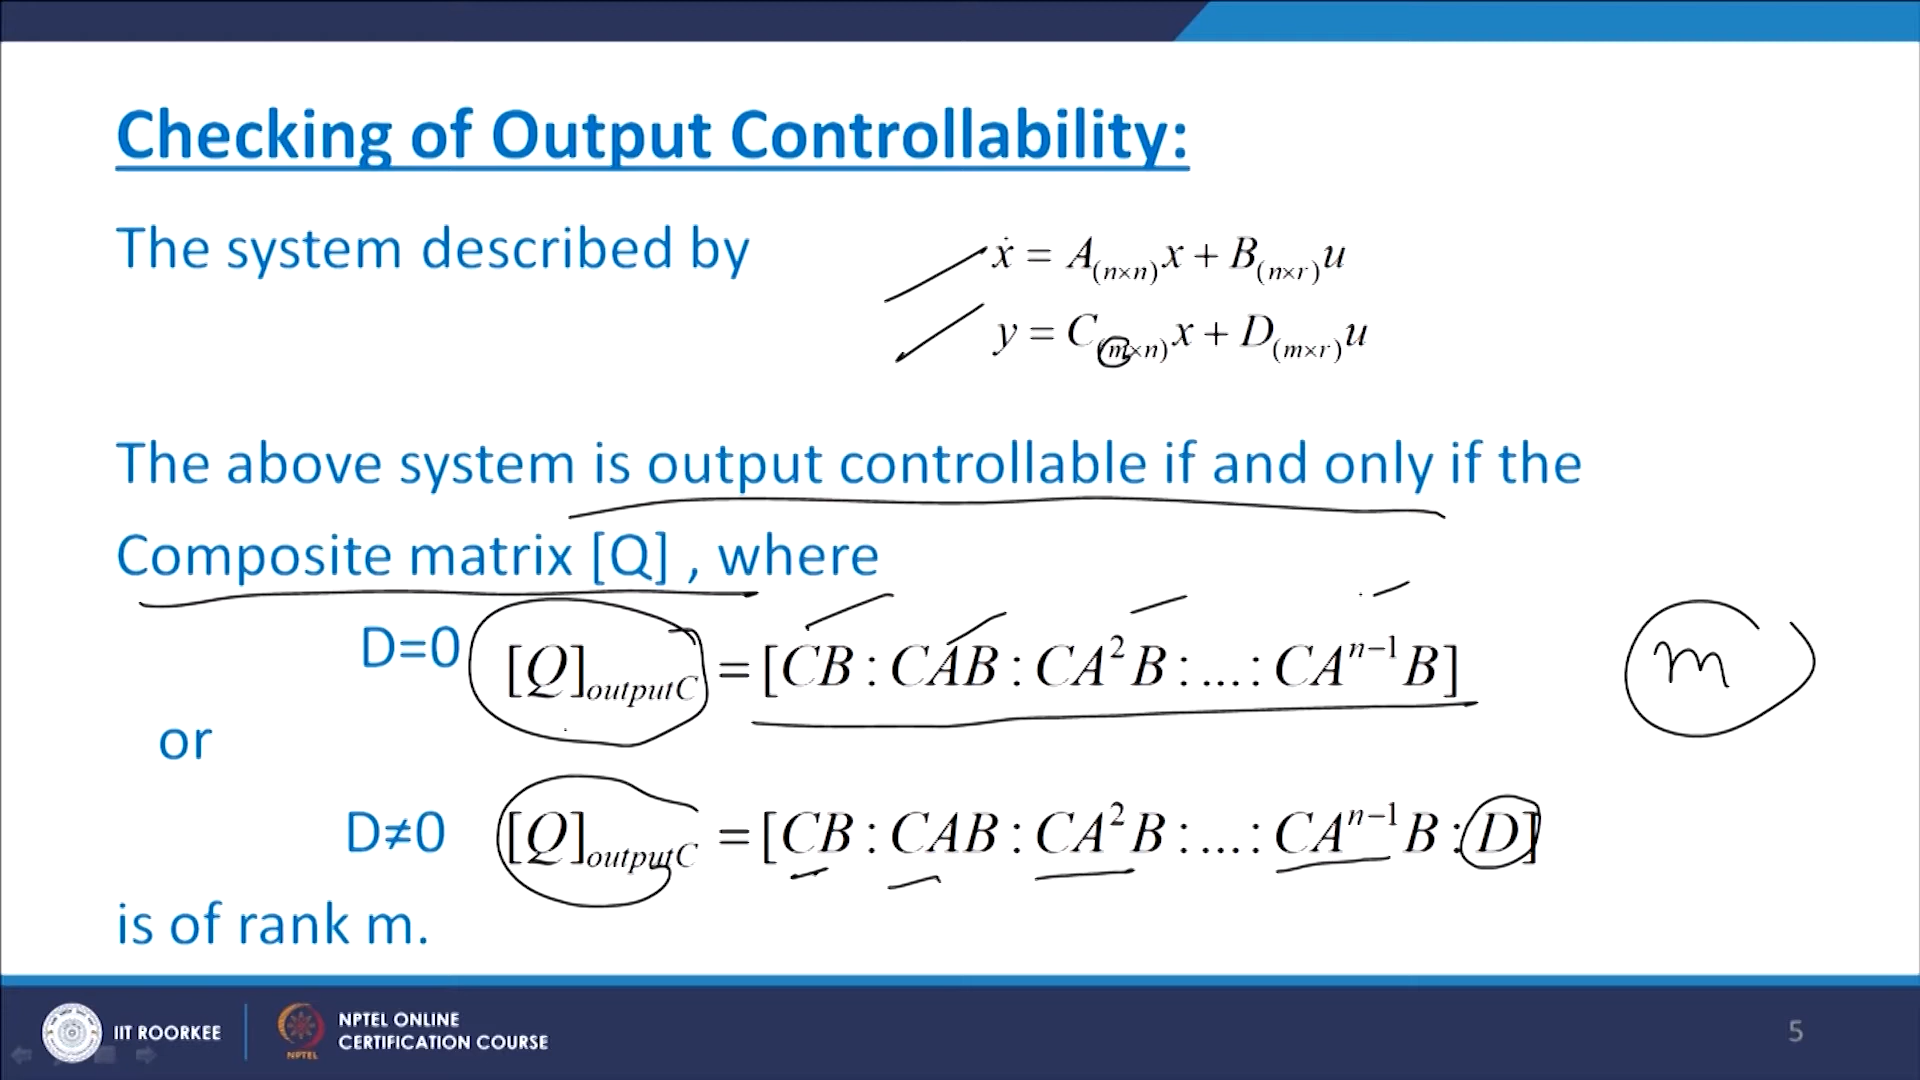 Checking of Output Controllability:
The system described by
ẋ = A(n×n)x + B(n×r)u
y = C(m×n)x + D(m×r)u
The above system is output controllable if and only if the
Composite matrix [Q] , where
D=0 [Q]outputC = [CB : CAB : CA²B : ... : CAⁿ⁻¹B] m
or
D≠0 [Q]outputC = [CB : CAB : CA²B : ... : CAⁿ⁻¹B : D]
is of rank m.
IIT ROORKEE
NPTEL
NPTEL ONLINE
CERTIFICATION COURSE
5